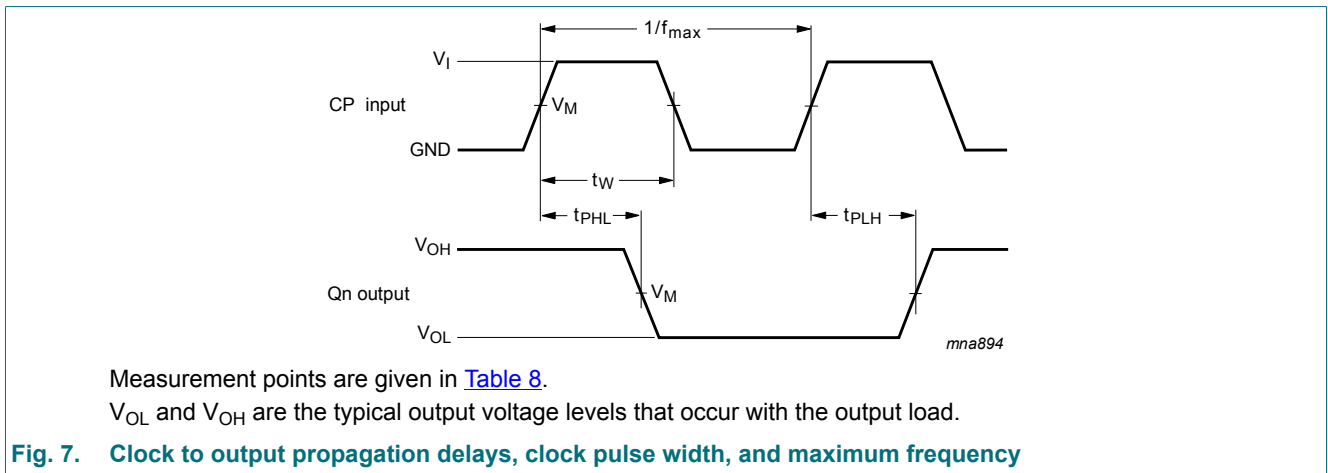 1/fmax
VI
CP input
VM
GND
tW
tPHL
tPLH
VOH
Qn output
VM
VOL
mna894
Measurement points are given in Table 8.
VOL and VOH are the typical output voltage levels that occur with the output load.
Fig. 7. Clock to output propagation delays, clock pulse width, and maximum frequency